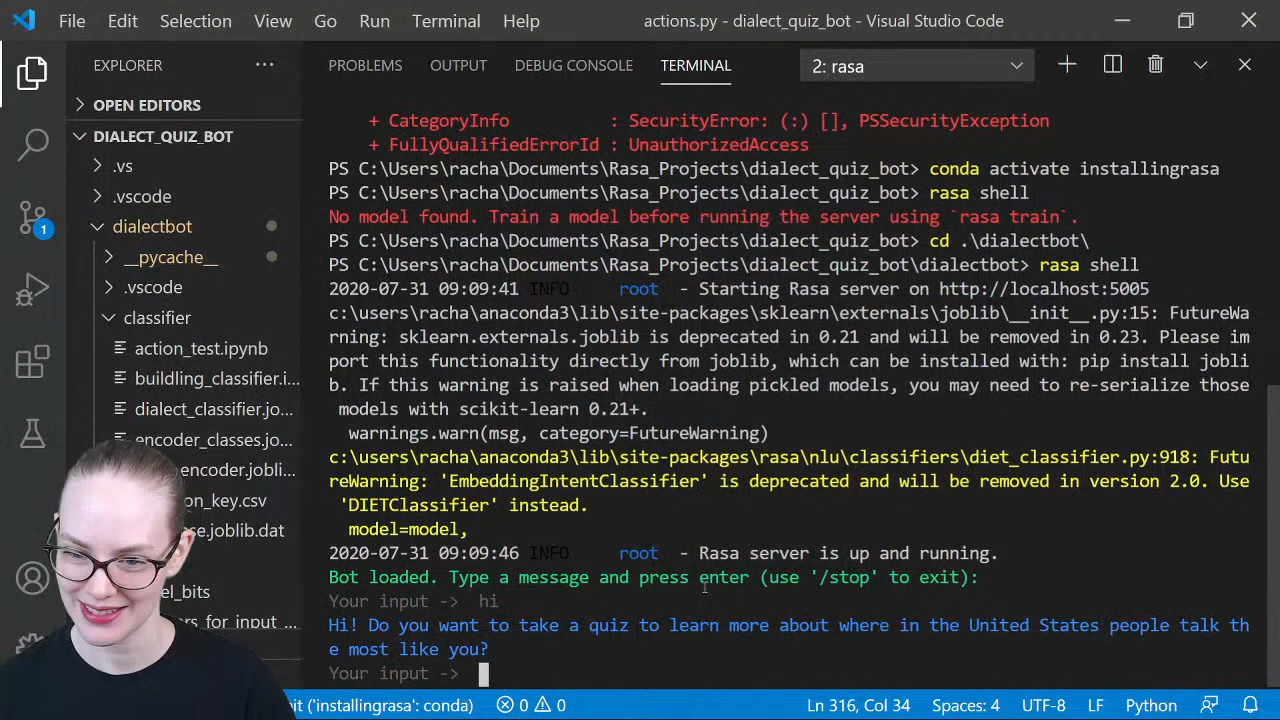 File Edit Selection View Go Run Terminal Help actions.py - dialect_quiz_bot - Visual Studio Code
EXPLORER ...
PROBLEMS OUTPUT DEBUG CONSOLE TERMINAL 2: rasa
OPEN EDITORS
DIALECT_QUIZ_BOT
.vs
.vscode
dialectbot
__pycache__
.vscode
classifier
action_test.ipynb
buildling_classifier.i...
dialect_classifier.jo...
encoder_classes.jo...
encoder.jobli...
on_key.csv
se.joblib.dat
el_bits
ers_for_input_...
1
+ CategoryInfo : SecurityError: (:) [], PSSecurityException
+ FullyQualifiedErrorId : UnauthorizedAccess
PS C:\Users\racha\Documents\Rasa_Projects\dialect_quiz_bot> conda activate installingrasa
PS C:\Users\racha\Documents\Rasa_Projects\dialect_quiz_bot> rasa shell
No model found. Train a model before running the server using `rasa train`.
PS C:\Users\racha\Documents\Rasa_Projects\dialect_quiz_bot> cd .\dialectbot\
PS C:\Users\racha\Documents\Rasa_Projects\dialect_quiz_bot\dialectbot> rasa shell
2020-07-31 09:09:41 INFO root - Starting Rasa server on http://localhost:5005
c:\users\racha\anaconda3\lib\site-packages\sklearn\externals\joblib\__init__.py:15: FutureWa
rning: sklearn.externals.joblib is deprecated in 0.21 and will be removed in 0.23. Please im
port this functionality directly from joblib, which can be installed with: pip install jobli
b. If this warning is raised when loading pickled models, you may need to re-serialize those
models with scikit-learn 0.21+.
warnings.warn(msg, category=FutureWarning)
c:\users\racha\anaconda3\lib\site-packages\rasa\nlu\classifiers\diet_classifier.py:918: Futu
reWarning: 'EmbeddingIntentClassifier' is deprecated and will be removed in version 2.0. Use
'DIETClassifier' instead.
model=model,
2020-07-31 09:09:46 INFO root - Rasa server is up and running.
Bot loaded. Type a message and press enter (use '/stop' to exit):
Your input -> hi
Hi! Do you want to take a quiz to learn more about where in the United States people talk th
e most like you?
Your input ->
it ('installingrasa': conda) 0 0 Ln 316, Col 34 Spaces: 4 UTF-8 LF Python